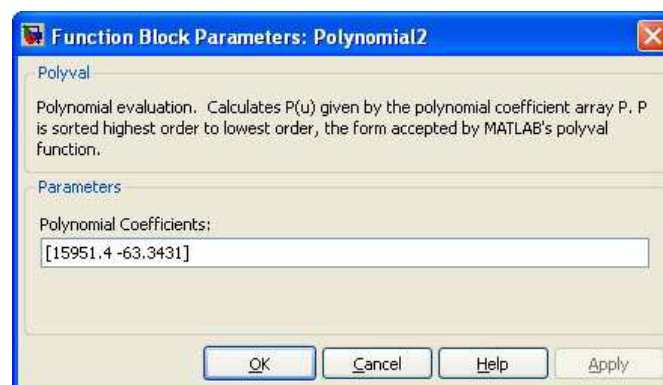 Function Block Parameters: Polynomial2
Polyval
Polynomial evaluation. Calculates P(u) given by the polynomial coefficient array P. P
is sorted highest order to lowest order, the form accepted by MATLAB's polyval
function.
Parameters
Polynomial Coefficients:
[15951.4 -63.3431]
OK Cancel Help Apply